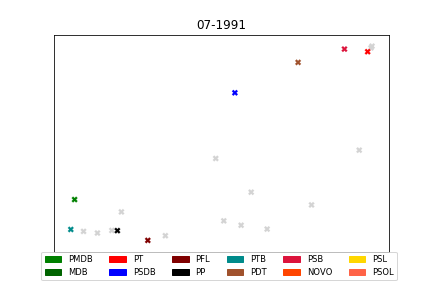 07-1991
PMDB PT PFL PTB PSB PSL
MDB PSDB PP PDT NOVO PSOL